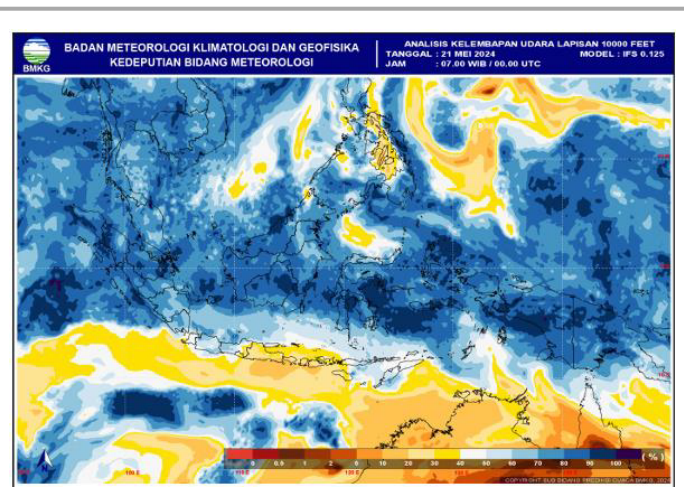 BADAN METEOROLOGI KLIMATOLOGI DAN GEOFISIKA
KEDEPUTIAN BIDANG METEOROLOGI
BMKG
ANALISIS KELEMBAPAN UDARA LAPISAN 10000 FEET
TANGGAL : 21 MEI 2024 MODEL : IFS 0.125
JAM : 07.00 WIB / 00.00 UTC
0 0.5 1 2 5 10 20 30 40 50 60 70 80 95 100 ( % )
N